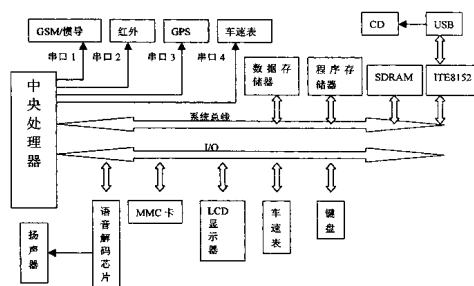 GSM/惯导 红外 GPS 车速表 CD USB
串口 1 串口 2 串口 3 串口 4
数据存储器 程序存储器 SDRAM ITE8152
中央处理器
系统总线
I/O
语音解码芯片 MMC 卡 LCD显示器 车速表 键盘
扬声器